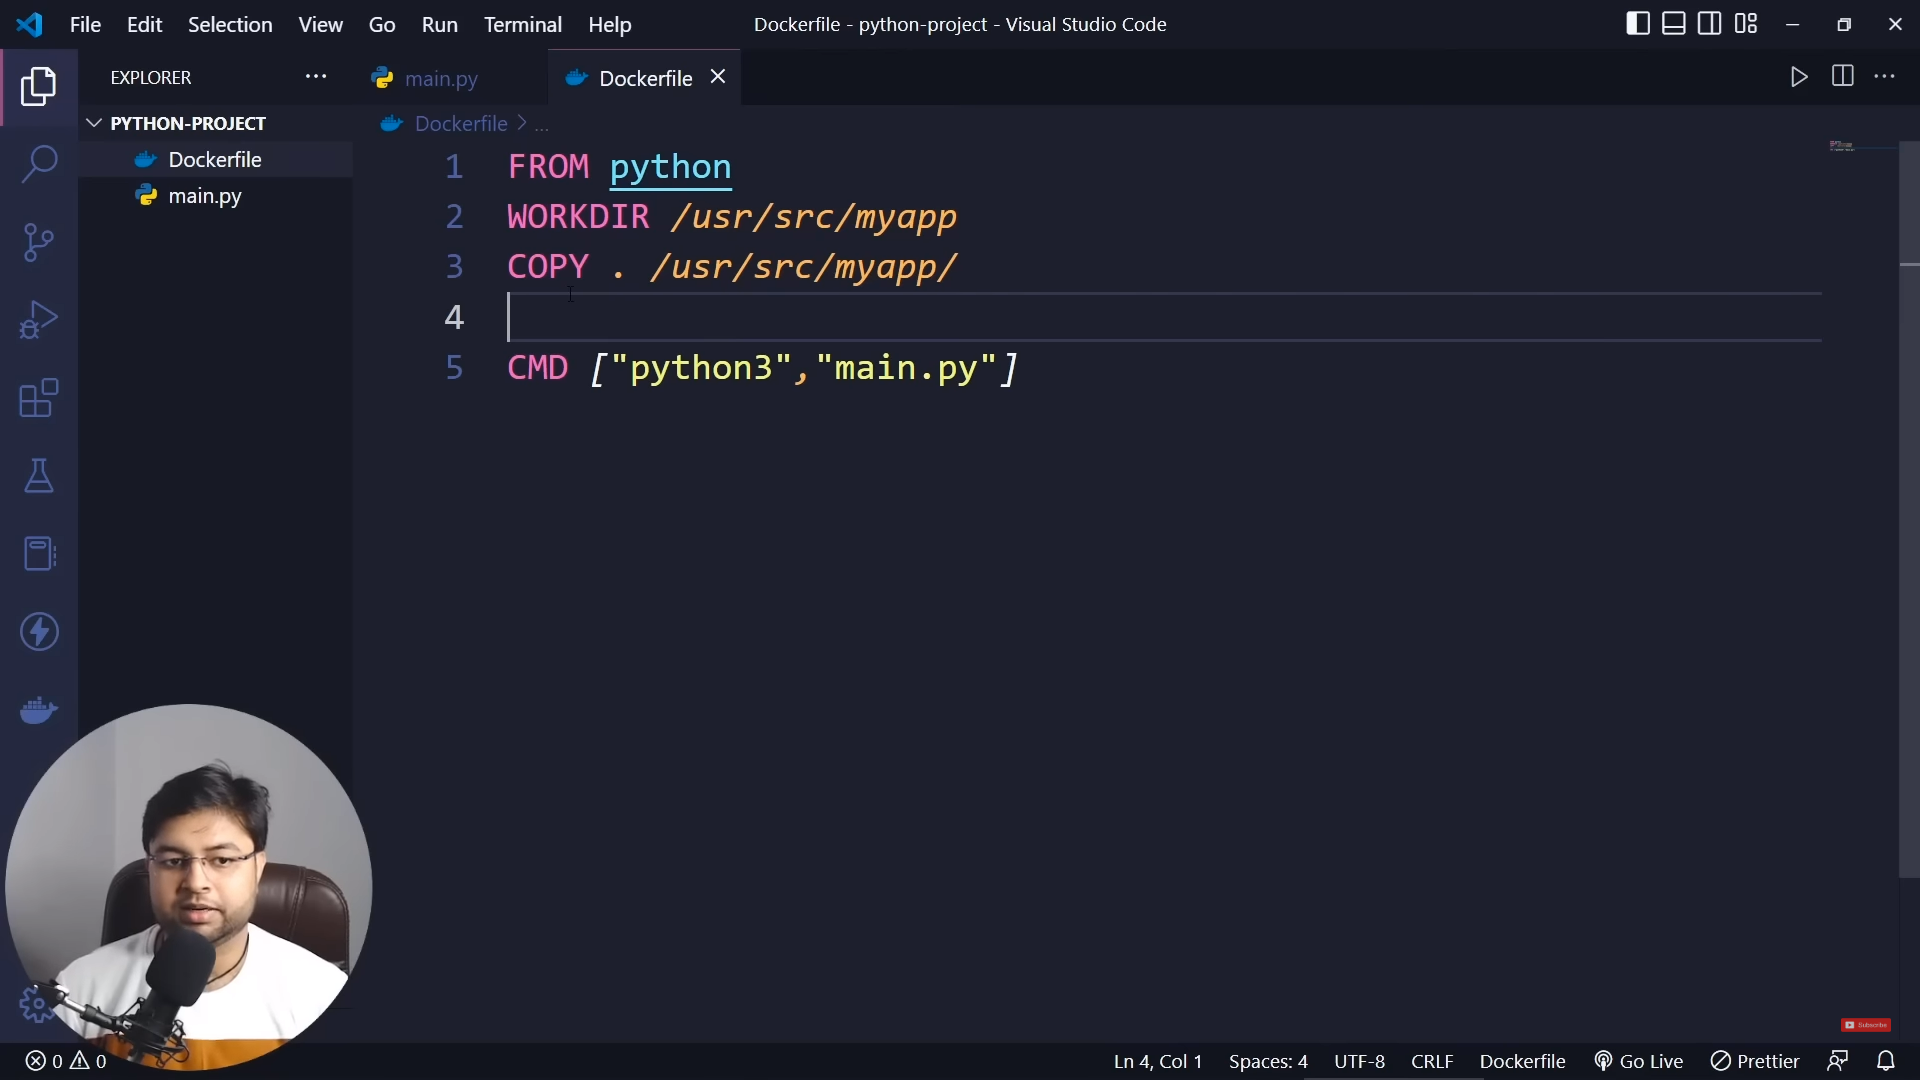 File Edit Selection View Go Run Terminal Help
Dockerfile - python-project - Visual Studio Code
EXPLORER
main.py
Dockerfile
PYTHON-PROJECT
Dockerfile
main.py
Dockerfile > ...
1 FROM python
2 WORKDIR /usr/src/myapp
3 COPY . /usr/src/myapp/
4
5 CMD ["python3","main.py"]
Subscribe
0 0
Ln 4, Col 1 Spaces: 4 UTF-8 CRLF Dockerfile Go Live Prettier